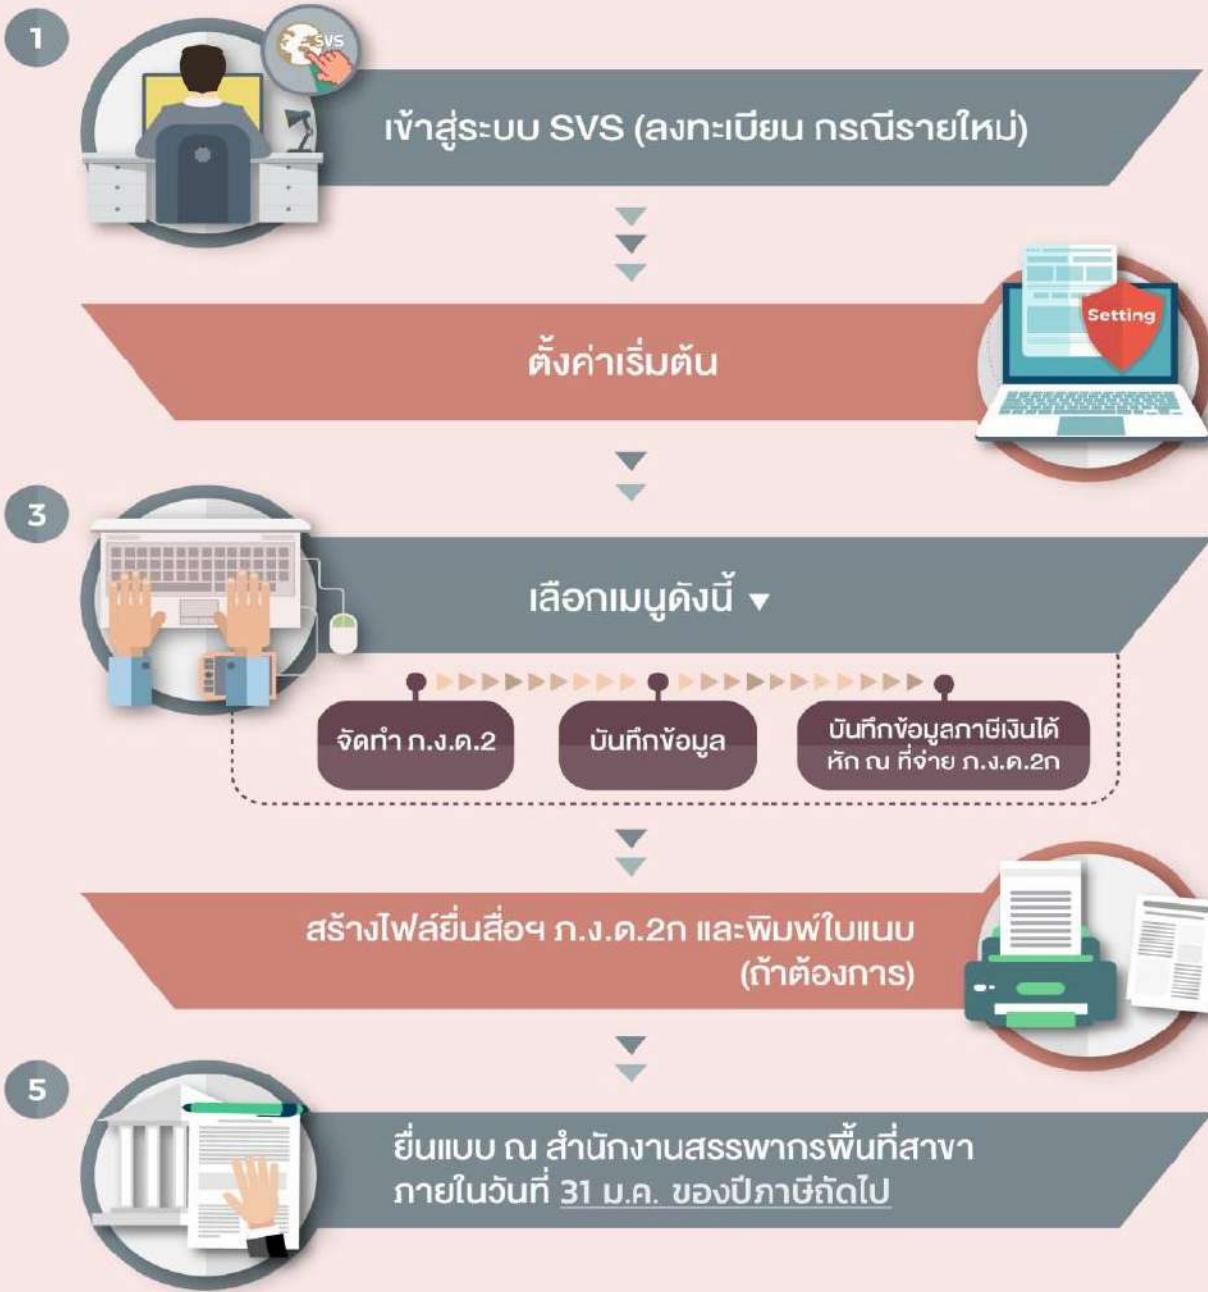 1
SVS
เข้าสู่ระบบ SVS (ลงทะเบียน กรณีรายใหม่)
ตั้งค่าเริ่มต้น
Setting
3
เลือกเมนูดังนี้ ▼
จัดทำ ภ.ง.ด.2
บันทึกข้อมูล
บันทึกข้อมูลภาษีเงินได้
หัก ณ ที่จ่าย ภ.ง.ด.2ก
สร้างไฟล์ยื่นสื่อฯ ภ.ง.ด.2ก และพิมพ์ใบแนบ
(ถ้าต้องการ)
5
ยื่นแบบ ณ สำนักงานสรรพากรพื้นที่สาขา
ภายในวันที่ 31 ม.ค. ของปีภาษีถัดไป